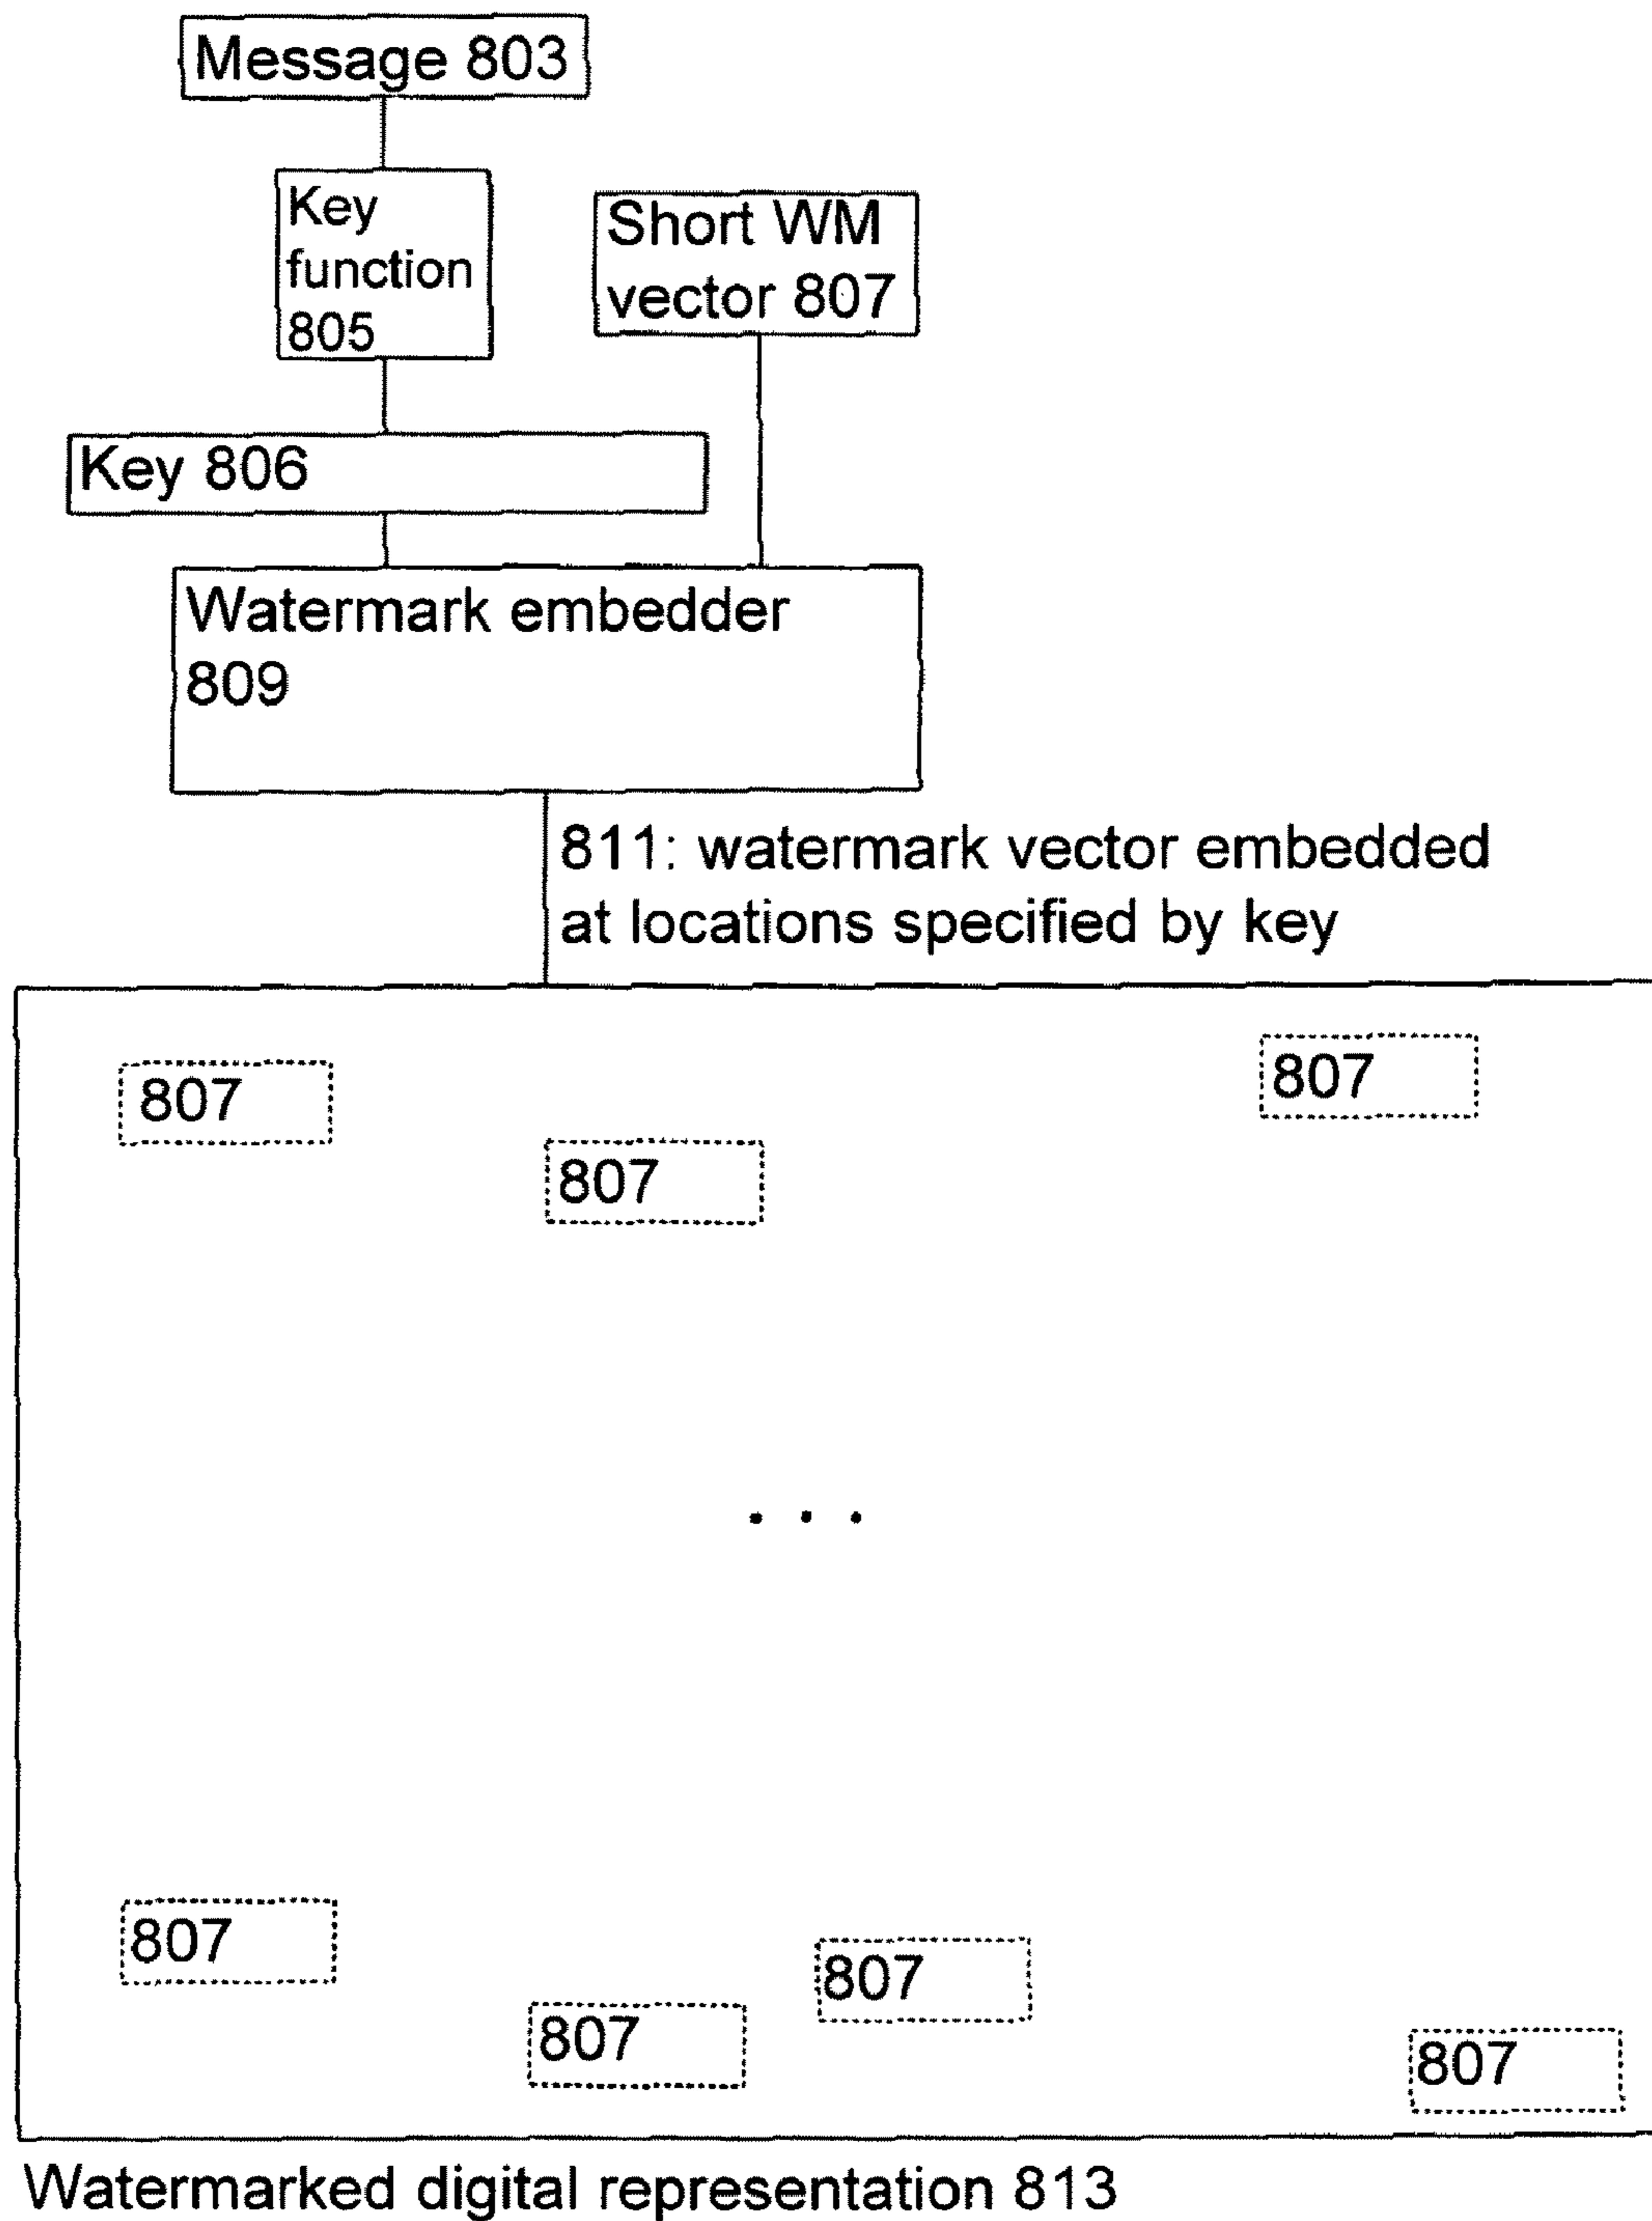 Message 803
Key
function
805
Short WM
vector 807
Key 806
Watermark embedder
809
811: watermark vector embedded
at locations specified by key
807
807
807
. . .
807
807
807
807
Watermarked digital representation 813